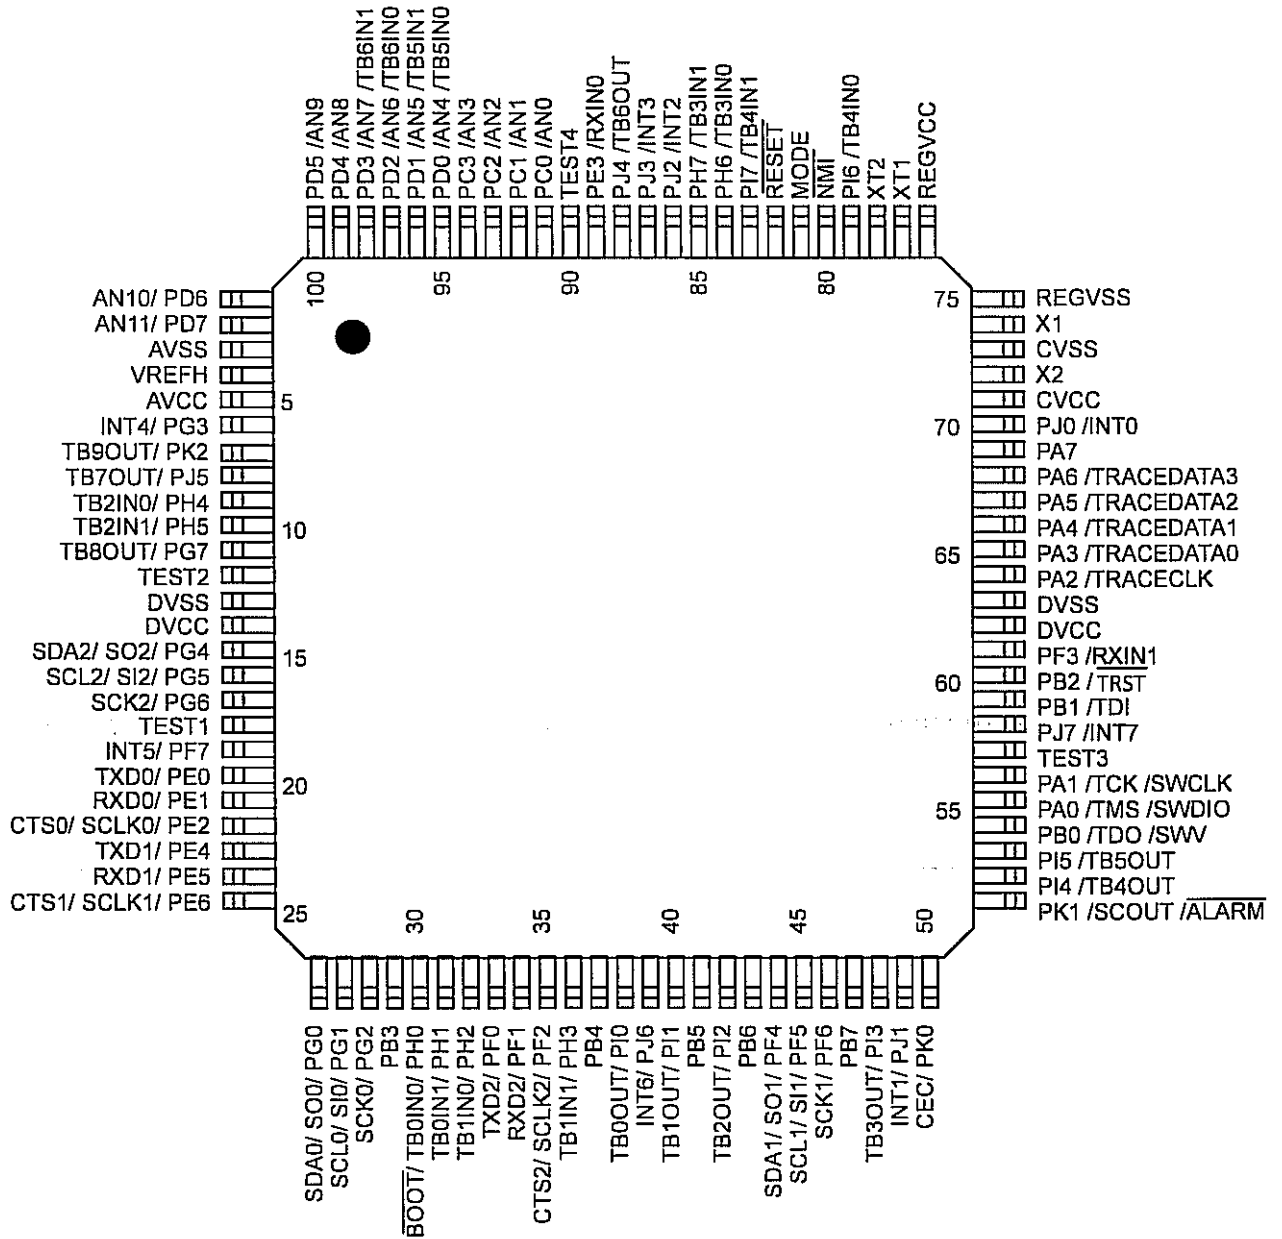 PD5 /AN9
PD4 /AN8
PD3 /AN7 /TB6IN1
PD2 /AN6 /TB6IN0
PD1 /AN5 /TB5IN1
PD0 /AN4 /TB5IN0
PC3 /AN3
PC2 /AN2
PC1 /AN1
PC0 /AN0
TEST4
PE3 /RXIN0
PJ4 /TB6OUT
PJ3 /INT3
PJ2 /INT2
PH7 /TB3IN1
PH6 /TB3IN0
PI7 /TB4IN1
RESET
MODE
NMI
PI6 /TB4IN0
XT2
XT1
REGVCC
100
95
90
85
80
AN10/ PD6
AN11/ PD7
AVSS
VREFH
AVCC
INT4/ PG3
TB9OUT/ PK2
TB7OUT/ PJ5
TB2IN0/ PH4
TB2IN1/ PH5
TB8OUT/ PG7
TEST2
DVSS
DVCC
SDA2/ SO2/ PG4
SCL2/ SI2/ PG5
SCK2/ PG6
TEST1
INT5/ PF7
TXD0/ PE0
RXD0/ PE1
CTS0/ SCLK0/ PE2
TXD1/ PE4
RXD1/ PE5
CTS1/ SCLK1/ PE6
5
10
15
20
25
75
70
65
60
55
REGVSS
X1
CVSS
X2
CVCC
PJ0 /INT0
PA7
PA6 /TRACEDATA3
PA5 /TRACEDATA2
PA4 /TRACEDATA1
PA3 /TRACEDATA0
PA2 /TRACECLK
DVSS
DVCC
PF3 /RXIN1
PB2 / TRST
PB1 /TDI
PJ7 /INT7
TEST3
PA1 /TCK /SWCLK
PA0 /TMS /SWDIO
PB0 /TDO /SWV
PI5 /TB5OUT
PI4 /TB4OUT
PK1 /SCOUT /ALARM
30
35
40
45
50
SDA0/ SO0/ PG0
SCL0/ SI0/ PG1
SCK0/ PG2
PB3
BOOT/ TB0IN0/ PH0
TB0IN1/ PH1
TB1IN0/ PH2
TXD2/ PF0
RXD2/ PF1
CTS2/ SCLK2/ PF2
TB1IN1/ PH3
PB4
TB0OUT/ PI0
INT6/ PJ6
TB1OUT/ PI1
PB5
TB2OUT/ PI2
PB6
SDA1/ SO1/ PF4
SCL1/ SI1/ PF5
SCK1/ PF6
PB7
TB3OUT/ PI3
INT1/ PJ1
CEC/ PK0